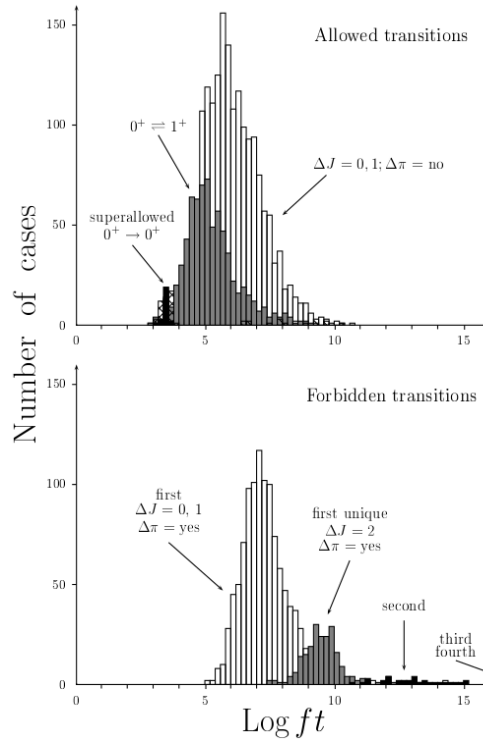 150
100
50
0
Allowed transitions
0⁺ ⇌ 1⁺
ΔJ = 0, 1; Δπ = no
superallowed
0⁺ → 0⁺
0
5
10
15
Number of cases
150
100
50
0
Forbidden transitions
first
ΔJ = 0, 1
Δπ = yes
first unique
ΔJ = 2
Δπ = yes
second
third
fourth
0
5
10
15
Log ft